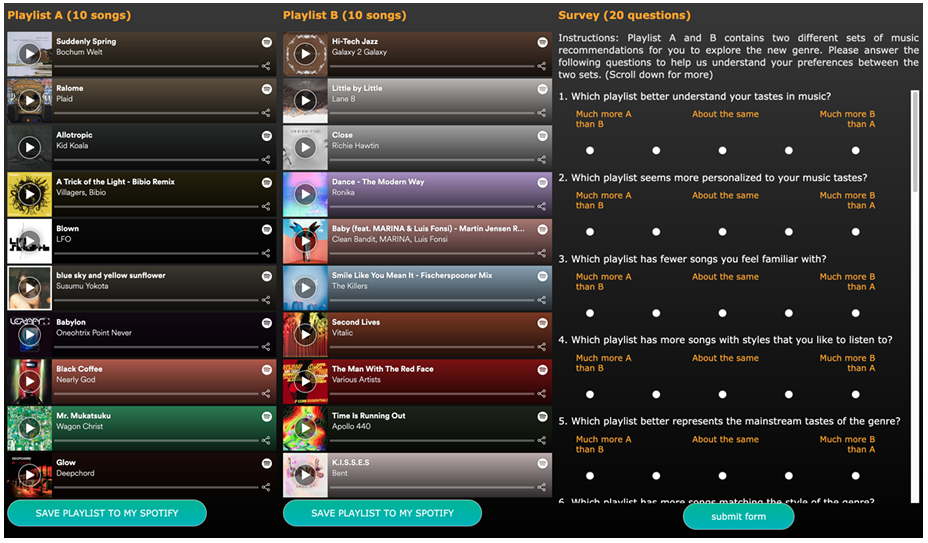 Playlist A (10 songs)
Suddenly Spring
Bochum Welt
Ralome
Plaid
Allotropic
Kid Koala
A Trick of the Light - Bibio Remix
Villagers, Bibio
Blown
LFO
blue sky and yellow sunflower
Susumu Yokota
Babylon
Oneohtrix Point Never
Black Coffee
Nearly God
Mr. Mukatsuku
Wagon Christ
Glow
Deepchord
SAVE PLAYLIST TO MY SPOTIFY
Playlist B (10 songs)
Hi-Tech Jazz
Galaxy 2 Galaxy
Little by Little
Lane 8
Close
Richie Hawtin
Dance - The Modern Way
Ronika
Baby (feat. MARINA & Luis Fonsi) - Martin Jensen R...
Clean Bandit, MARINA, Luis Fonsi
Smile Like You Mean It - Fischerspooner Mix
The Killers
Second Lives
Vitalic
The Man With The Red Face
Various Artists
Time Is Running Out
Apollo 440
K.I.S.S.E.S
Bent
SAVE PLAYLIST TO MY SPOTIFY
Survey (20 questions)
Instructions: Playlist A and B contains two different sets of music
recommendations for you to explore the new genre. Please answer the
following questions to help us understand your preferences between the
two sets. (Scroll down for more)
1. Which playlist better understand your tastes in music?
Much more A than B
About the same
Much more B than A
2. Which playlist seems more personalized to your music tastes?
Much more A than B
About the same
Much more B than A
3. Which playlist has fewer songs you feel familiar with?
Much more A than B
About the same
Much more B than A
4. Which playlist has more songs with styles that you like to listen to?
Much more A than B
About the same
Much more B than A
5. Which playlist better represents the mainstream tastes of the genre?
Much more A than B
About the same
Much more B than A
6. Which playlist has more songs matching the style of the genre?
submit form